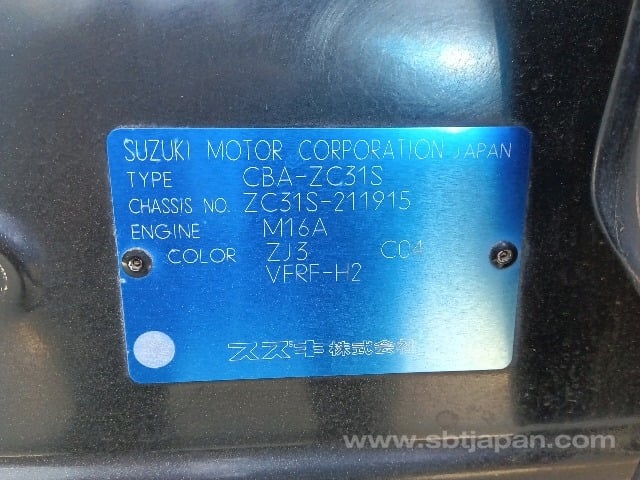 SUZUKI MOTOR CORPORATION JAPAN
TYPE CBA-ZC31S
CHASSIS NO. ZC31S-211915
ENGINE M16A
COLOR ZJ3 C04
VFRF-H2
スズキ株式会社
www.sbtjapan.com